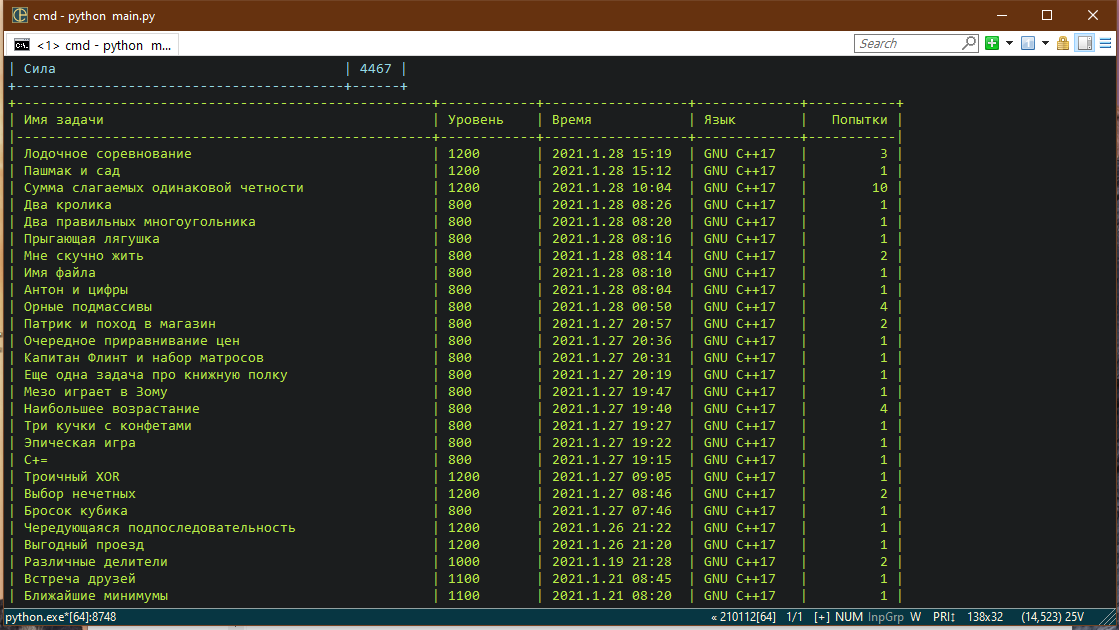 cmd - python main.py
<1> cmd - python m...
Search
| Сила | 4467 |
+-----------------------------------------+------+
+----------------------------------------------------+------------+------------------+-------------+-----------+
| Имя задачи | Уровень | Время | Язык | Попытки |
|----------------------------------------------------+------------+------------------+-------------+-----------|
| Лодочное соревнование | 1200 | 2021.1.28 15:19 | GNU C++17 | 3 |
| Пашмак и сад | 1200 | 2021.1.28 15:12 | GNU C++17 | 1 |
| Сумма слагаемых одинаковой четности | 1200 | 2021.1.28 10:04 | GNU C++17 | 10 |
| Два кролика | 800 | 2021.1.28 08:26 | GNU C++17 | 1 |
| Два правильных многоугольника | 800 | 2021.1.28 08:20 | GNU C++17 | 1 |
| Прыгающая лягушка | 800 | 2021.1.28 08:16 | GNU C++17 | 1 |
| Мне скучно жить | 800 | 2021.1.28 08:14 | GNU C++17 | 2 |
| Имя файла | 800 | 2021.1.28 08:10 | GNU C++17 | 1 |
| Антон и цифры | 800 | 2021.1.28 08:04 | GNU C++17 | 1 |
| Орные подмассивы | 800 | 2021.1.28 00:50 | GNU C++17 | 4 |
| Патрик и поход в магазин | 800 | 2021.1.27 20:57 | GNU C++17 | 2 |
| Очередное приравнивание цен | 800 | 2021.1.27 20:36 | GNU C++17 | 1 |
| Капитан Флинт и набор матросов | 800 | 2021.1.27 20:31 | GNU C++17 | 1 |
| Еще одна задача про книжную полку | 800 | 2021.1.27 20:19 | GNU C++17 | 1 |
| Мезо играет в Зому | 800 | 2021.1.27 19:47 | GNU C++17 | 1 |
| Наибольшее возрастание | 800 | 2021.1.27 19:40 | GNU C++17 | 4 |
| Три кучки с конфетами | 800 | 2021.1.27 19:27 | GNU C++17 | 1 |
| Эпическая игра | 800 | 2021.1.27 19:22 | GNU C++17 | 1 |
| C+= | 800 | 2021.1.27 19:15 | GNU C++17 | 1 |
| Троичный XOR | 1200 | 2021.1.27 09:05 | GNU C++17 | 1 |
| Выбор нечетных | 1200 | 2021.1.27 08:46 | GNU C++17 | 2 |
| Бросок кубика | 800 | 2021.1.27 07:46 | GNU C++17 | 1 |
| Чередующаяся подпоследовательность | 1200 | 2021.1.26 21:22 | GNU C++17 | 1 |
| Выгодный проезд | 1200 | 2021.1.26 21:20 | GNU C++17 | 1 |
| Различные делители | 1000 | 2021.1.19 21:28 | GNU C++17 | 2 |
| Встреча друзей | 1100 | 2021.1.21 08:45 | GNU C++17 | 1 |
| Ближайшие минимумы | 1100 | 2021.1.21 08:20 | GNU C++17 | 1 |
python.exe*[64]:8748 « 210112[64] 1/1 [+] NUM InpGrp W PRI↕ 138x32 (14,523) 25V